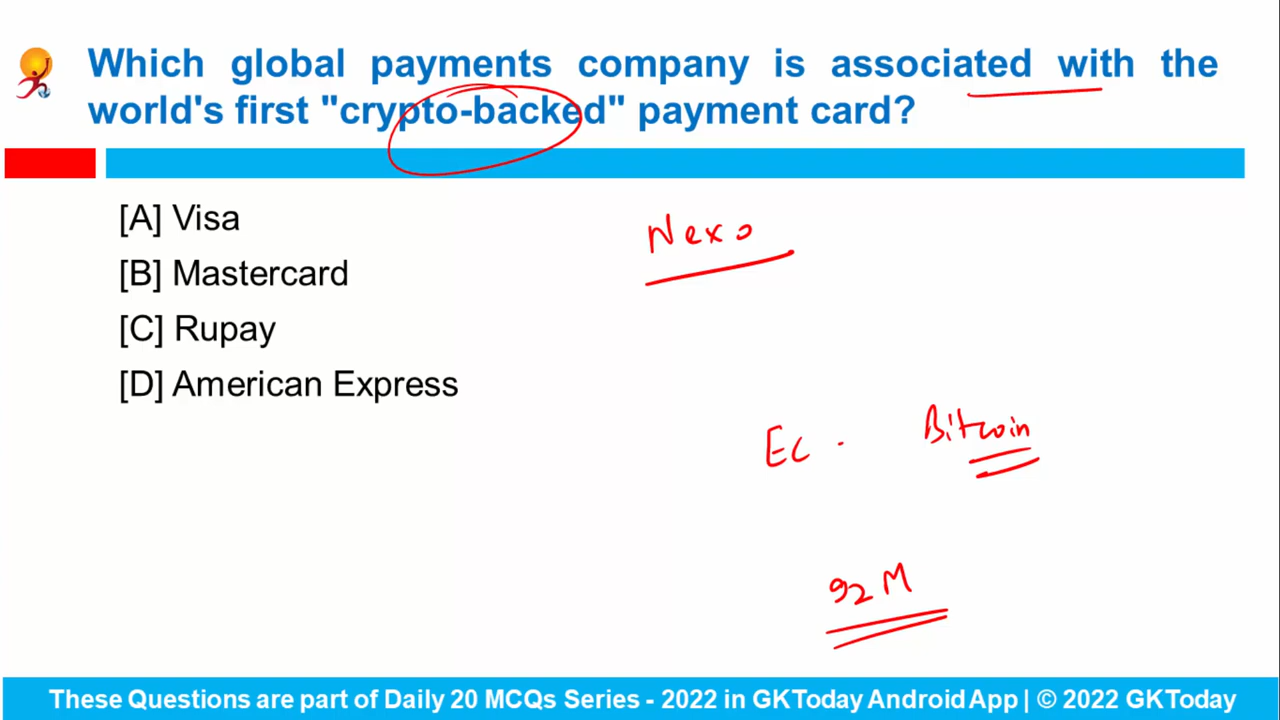 Which global payments company is associated with the
world's first "crypto-backed" payment card?
[A] Visa
[B] Mastercard
[C] Rupay
[D] American Express
Nexo
EC - Bitcoin
92 M
These Questions are part of Daily 20 MCQs Series - 2022 in GKToday Android App | © 2022 GKToday